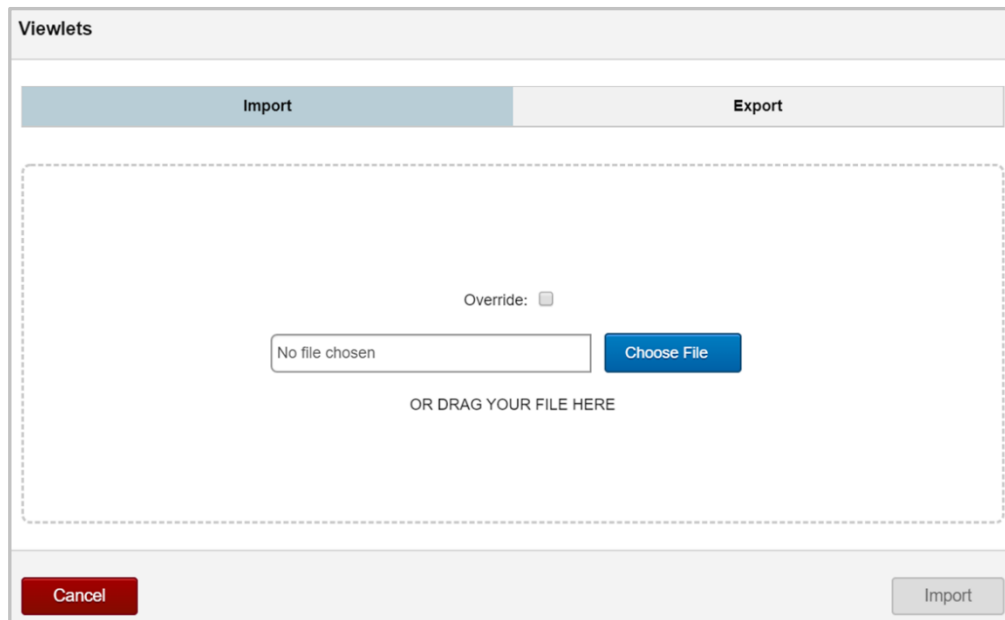 Viewlets
Import Export
Override:
No file chosen Choose File
OR DRAG YOUR FILE HERE
Cancel Import